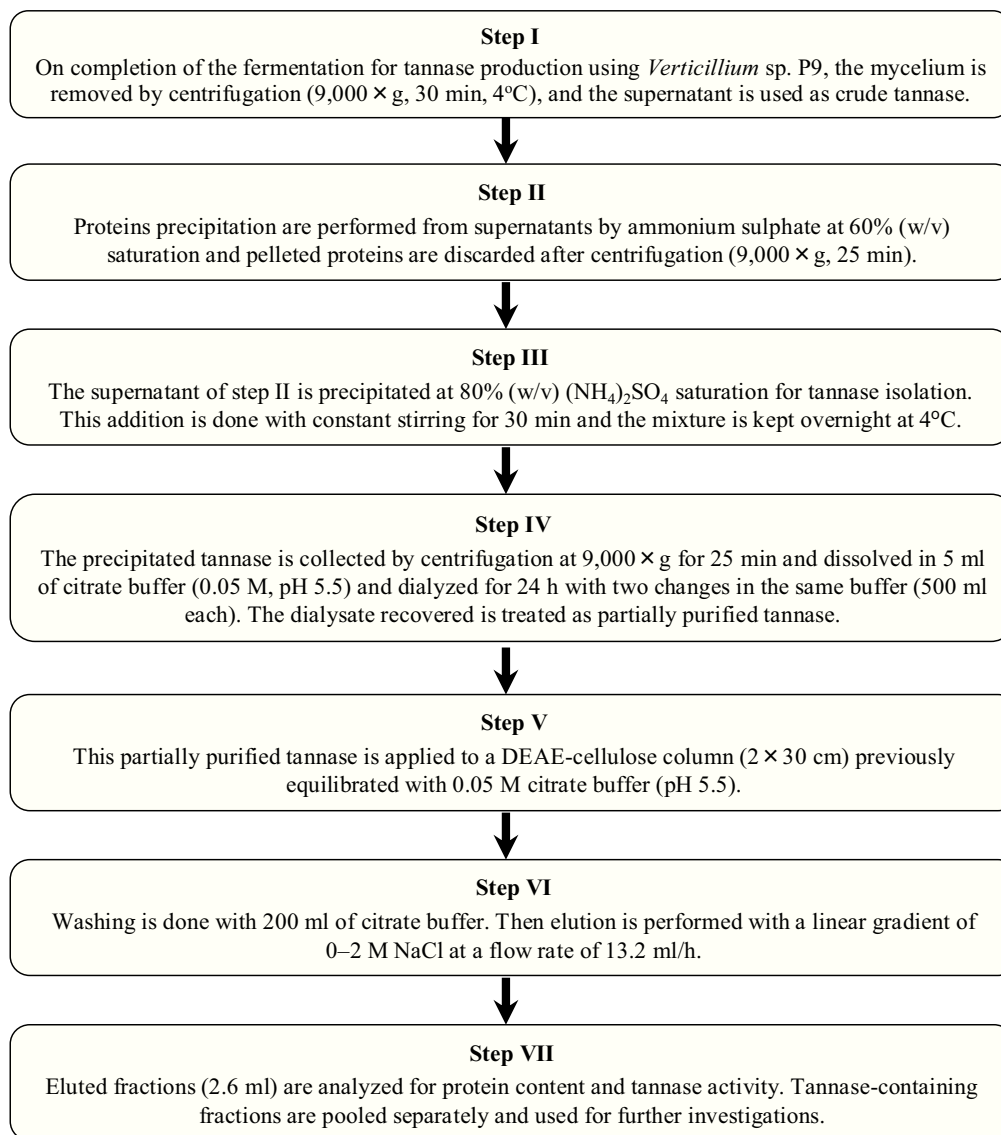 Step I
On completion of the fermentation for tannase production using Verticillium sp. P9, the mycelium is
removed by centrifugation (9,000 × g, 30 min, 4°C), and the supernatant is used as crude tannase.
Step II
Proteins precipitation are performed from supernatants by ammonium sulphate at 60% (w/v)
saturation and pelleted proteins are discarded after centrifugation (9,000 × g, 25 min).
Step III
The supernatant of step II is precipitated at 80% (w/v) (NH₄)₂SO₄ saturation for tannase isolation.
This addition is done with constant stirring for 30 min and the mixture is kept overnight at 4°C.
Step IV
The precipitated tannase is collected by centrifugation at 9,000 × g for 25 min and dissolved in 5 ml
of citrate buffer (0.05 M, pH 5.5) and dialyzed for 24 h with two changes in the same buffer (500 ml
each). The dialysate recovered is treated as partially purified tannase.
Step V
This partially purified tannase is applied to a DEAE-cellulose column (2 × 30 cm) previously
equilibrated with 0.05 M citrate buffer (pH 5.5).
Step VI
Washing is done with 200 ml of citrate buffer. Then elution is performed with a linear gradient of
0–2 M NaCl at a flow rate of 13.2 ml/h.
Step VII
Eluted fractions (2.6 ml) are analyzed for protein content and tannase activity. Tannase-containing
fractions are pooled separately and used for further investigations.